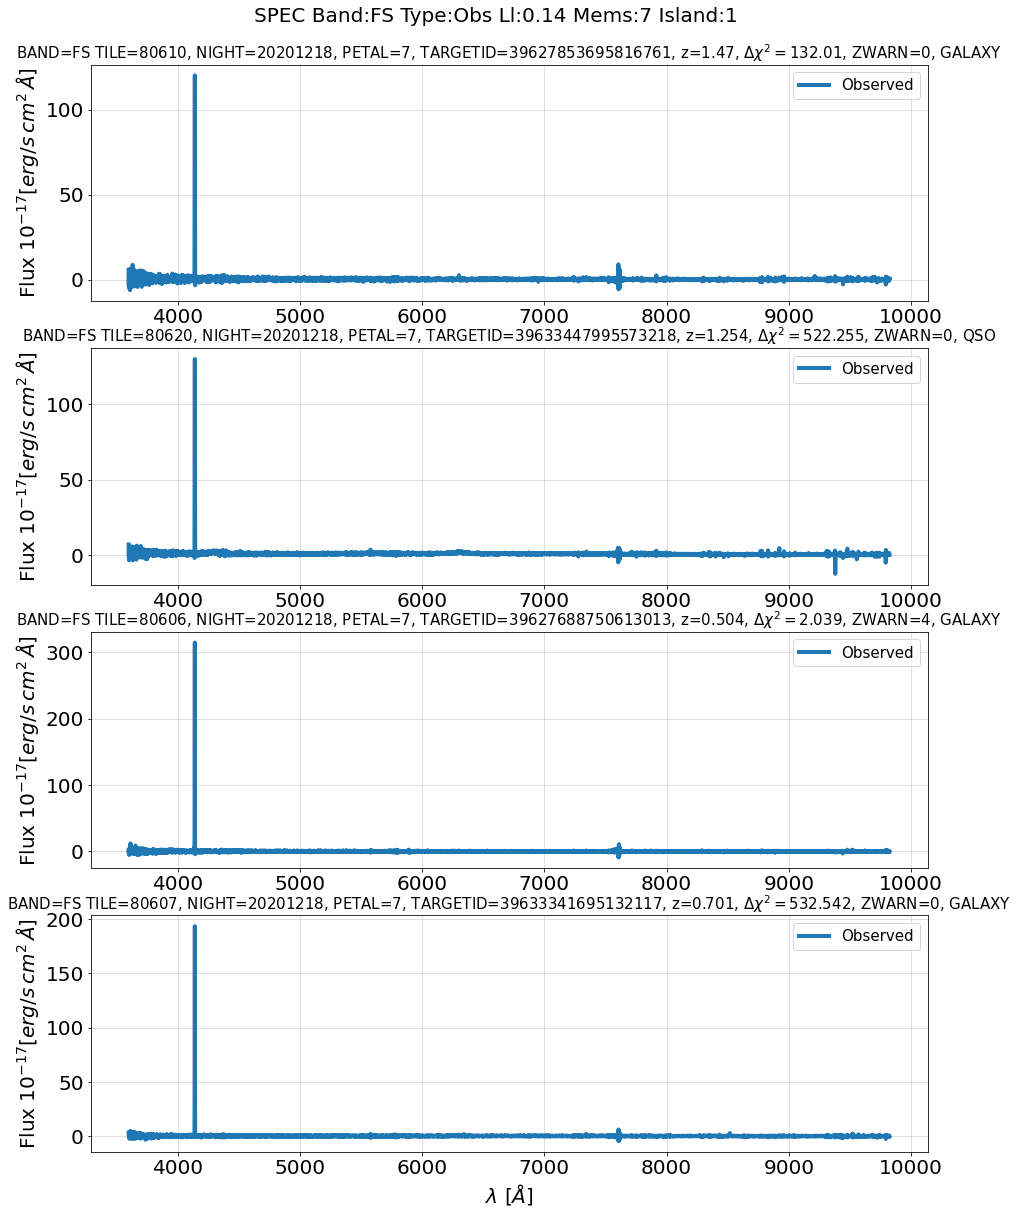 SPEC Band:FS Type:Obs Ll:0.14 Mems:7 Island:1
BAND=FS TILE=80610, NIGHT=20201218, PETAL=7, TARGETID=39627853695816761, z=1.47, Δχ² = 132.01, ZWARN=0, GALAXY
Flux 10⁻¹⁷[erg/s cm² Å]
100
50
0
Observed
4000 5000 6000 7000 8000 9000 10000
BAND=FS TILE=80620, NIGHT=20201218, PETAL=7, TARGETID=39633447995573218, z=1.254, Δχ² = 522.255, ZWARN=0, QSO
Flux 10⁻¹⁷[erg/s cm² Å]
100
50
0
Observed
4000 5000 6000 7000 8000 9000 10000
BAND=FS TILE=80606, NIGHT=20201218, PETAL=7, TARGETID=39627688750613013, z=0.504, Δχ² = 2.039, ZWARN=4, GALAXY
Flux 10⁻¹⁷[erg/s cm² Å]
300
200
100
0
Observed
4000 5000 6000 7000 8000 9000 10000
BAND=FS TILE=80607, NIGHT=20201218, PETAL=7, TARGETID=39633341695132117, z=0.701, Δχ² = 532.542, ZWARN=0, GALAXY
Flux 10⁻¹⁷[erg/s cm² Å]
200
150
100
50
0
Observed
4000 5000 6000 7000 8000 9000 10000
λ [Å]